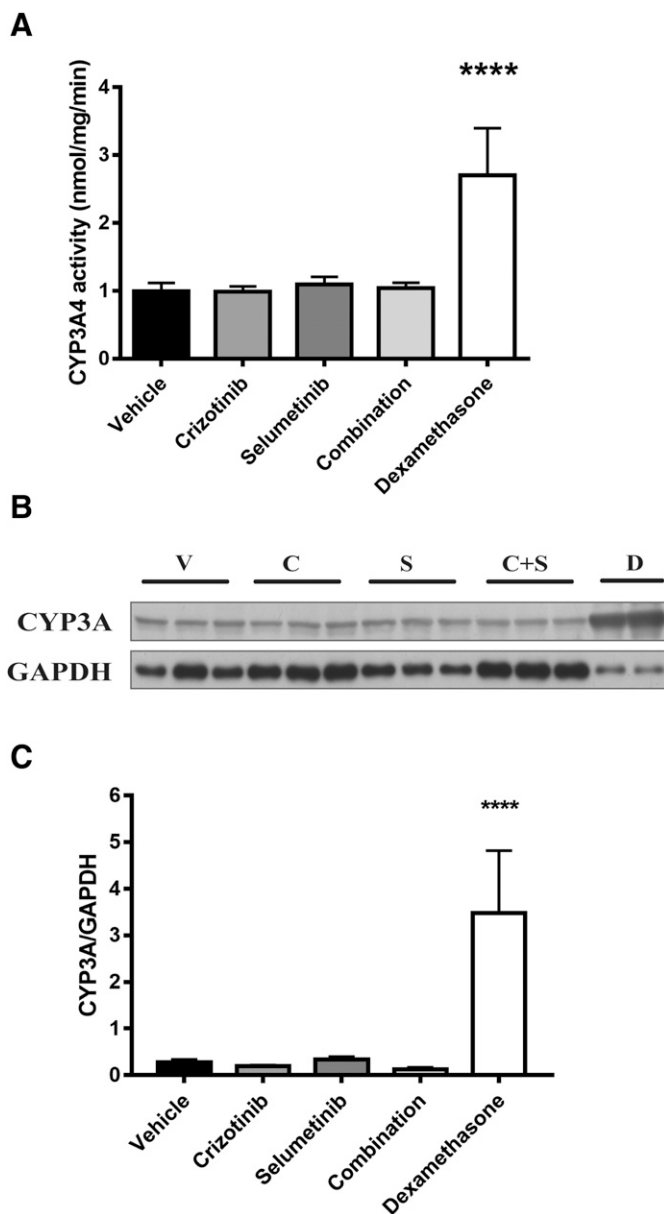 A
****
CYP3A4 activity (nmol/mg/min)
4
3
2
1
0
Vehicle
Crizotinib
Selumetinib
Combination
Dexamethasone
B
V C S C+S D
CYP3A
GAPDH
C
****
CYP3A/GAPDH
6
5
4
3
2
1
0
Vehicle
Crizotinib
Selumetinib
Combination
Dexamethasone